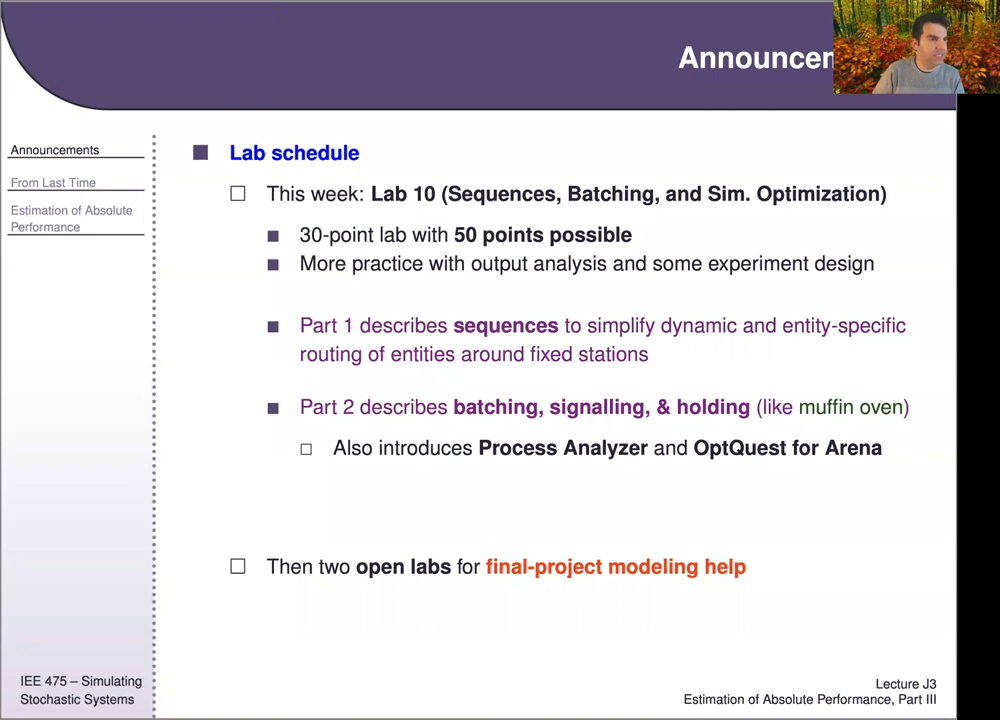 Announcem
Announcements
From Last Time
Estimation of Absolute
Performance
Lab schedule
This week: Lab 10 (Sequences, Batching, and Sim. Optimization)
30-point lab with 50 points possible
More practice with output analysis and some experiment design
Part 1 describes sequences to simplify dynamic and entity-specific
routing of entities around fixed stations
Part 2 describes batching, signalling, & holding (like muffin oven)
Also introduces Process Analyzer and OptQuest for Arena
Then two open labs for final-project modeling help
IEE 475 – Simulating
Stochastic Systems
Lecture J3
Estimation of Absolute Performance, Part III